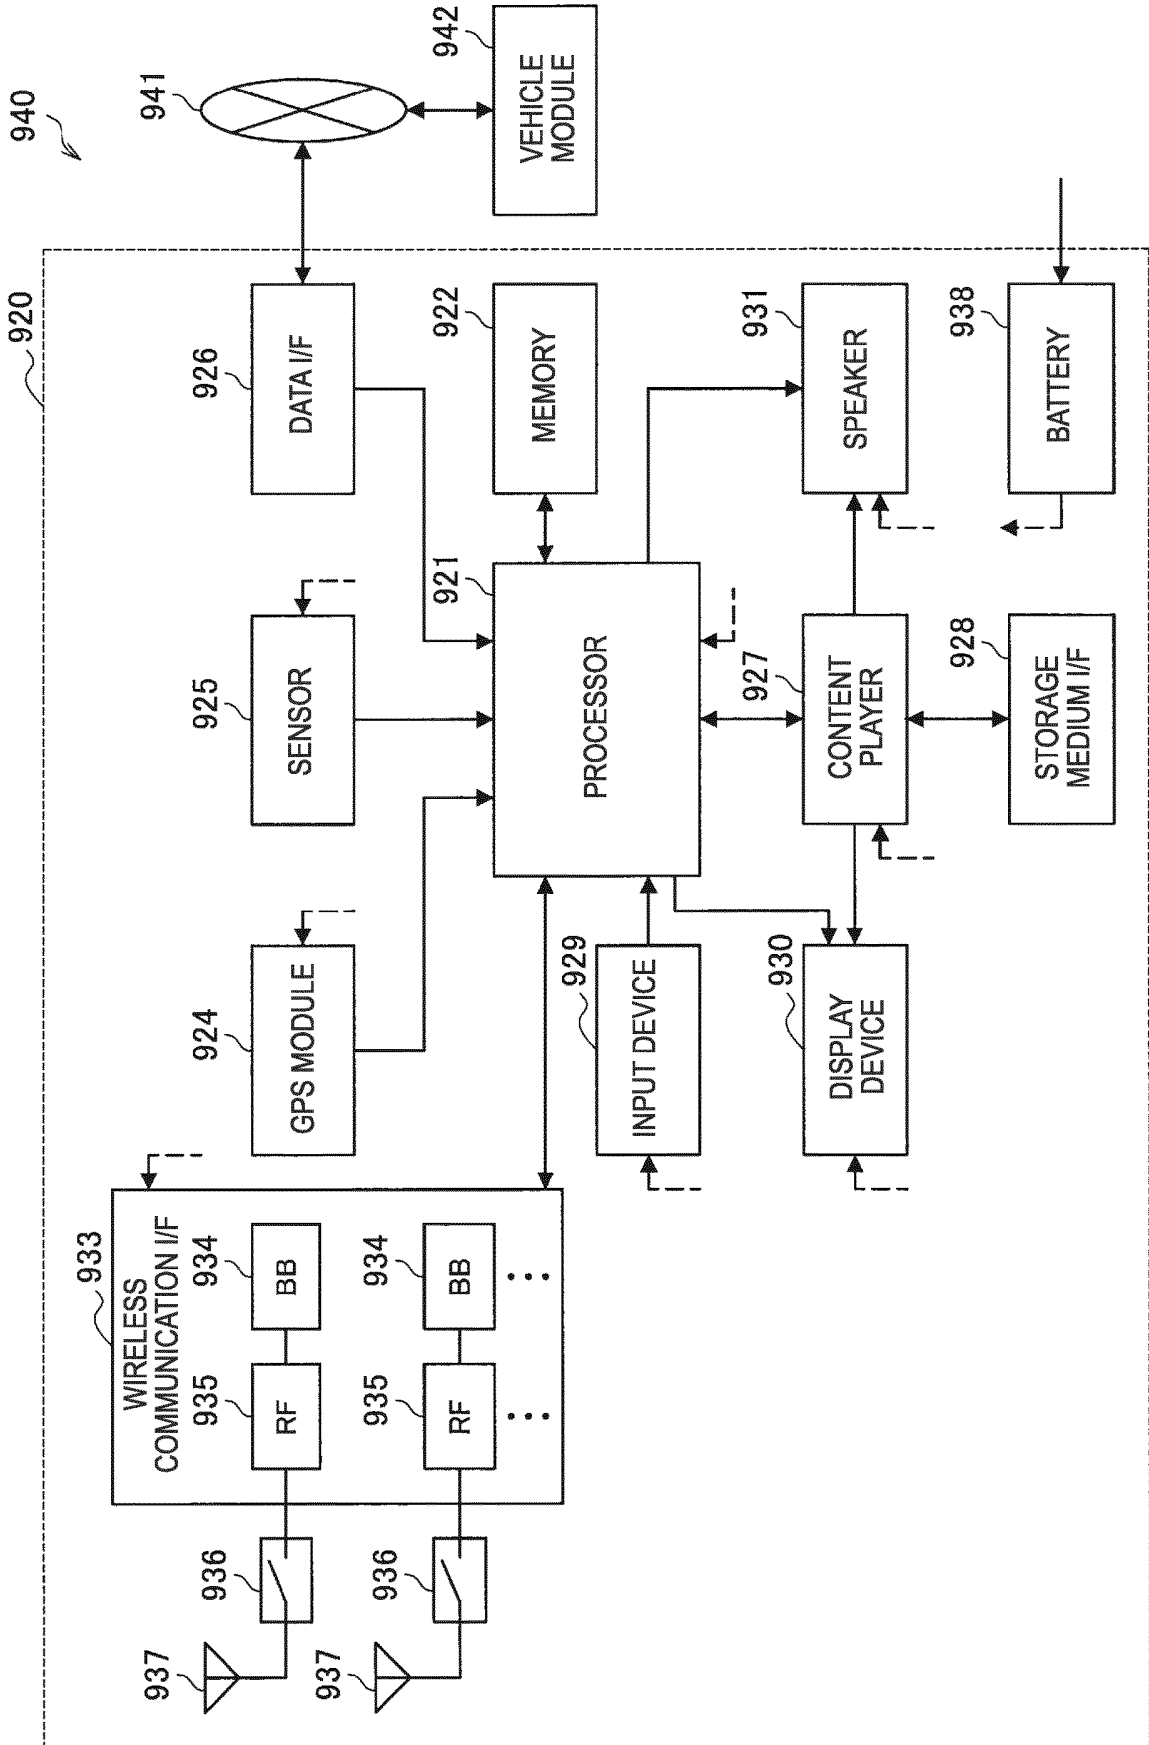 940
920
933
WIRELESS
COMMUNICATION I/F
941
937
936
935
RF
934
BB
924
GPS MODULE
925
SENSOR
926
DATA I/F
937
936
935
RF
934
BB
921
PROCESSOR
922
MEMORY
942
VEHICLE
MODULE
929
INPUT DEVICE
930
DISPLAY
DEVICE
927
CONTENT
PLAYER
931
SPEAKER
928
STORAGE
MEDIUM I/F
938
BATTERY